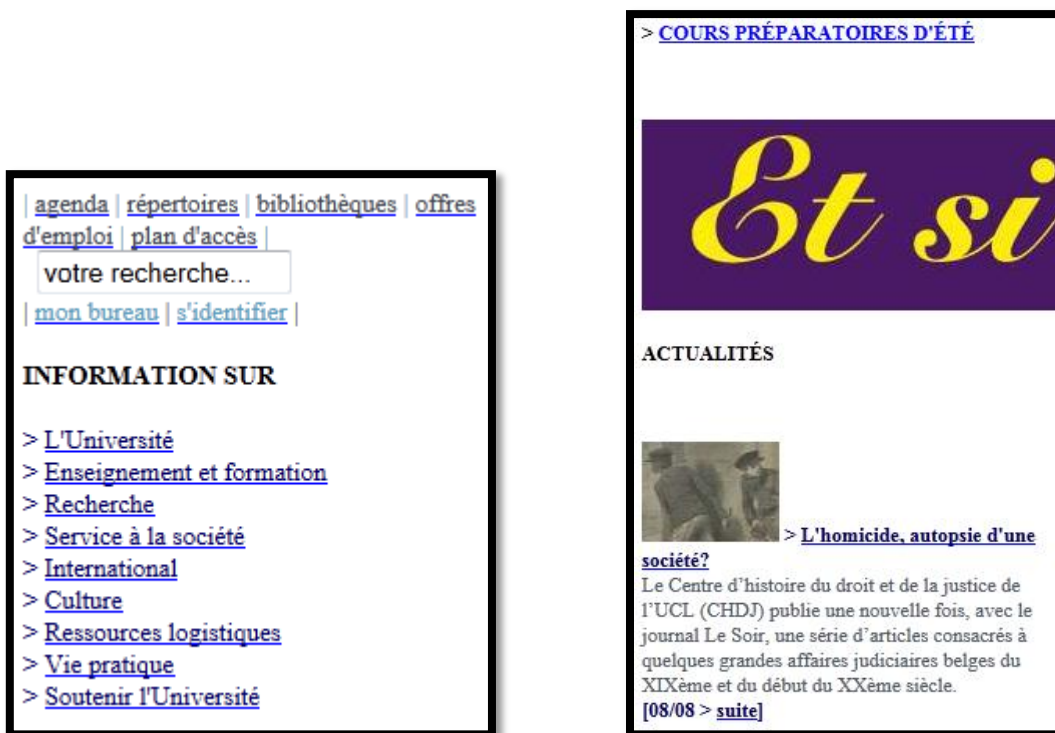 | agenda | répertoires | bibliothèques | offres
d'emploi | plan d'accès |
votre recherche...
| mon bureau | s'identifier |
INFORMATION SUR
> L'Université
> Enseignement et formation
> Recherche
> Service à la société
> International
> Culture
> Ressources logistiques
> Vie pratique
> Soutenir l'Université
> COURS PRÉPARATOIRES D'ÉTÉ
Et si
ACTUALITÉS
> L'homicide, autopsie d'une
société?
Le Centre d’histoire du droit et de la justice de
l’UCL (CHDJ) publie une nouvelle fois, avec le
journal Le Soir, une série d’articles consacrés à
quelques grandes affaires judiciaires belges du
XIXème et du début du XXème siècle.
[08/08 > suite]